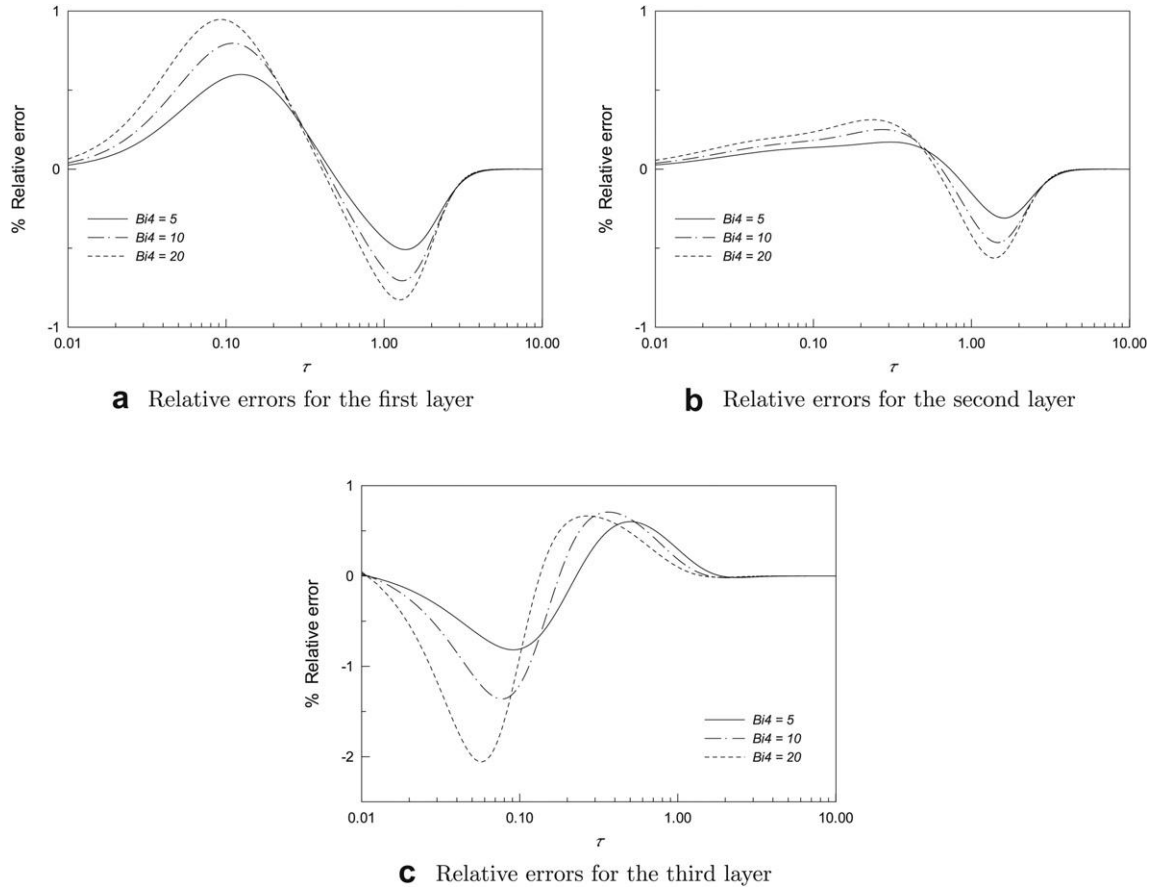 1
0
-1
% Relative error
Bi4 = 5
Bi4 = 10
Bi4 = 20
0.01 0.10 1.00 10.00
τ
a Relative errors for the first layer
1
0
-1
% Relative error
Bi4 = 5
Bi4 = 10
Bi4 = 20
0.01 0.10 1.00 10.00
τ
b Relative errors for the second layer
1
0
-1
-2
% Relative error
Bi4 = 5
Bi4 = 10
Bi4 = 20
0.01 0.10 1.00 10.00
τ
c Relative errors for the third layer